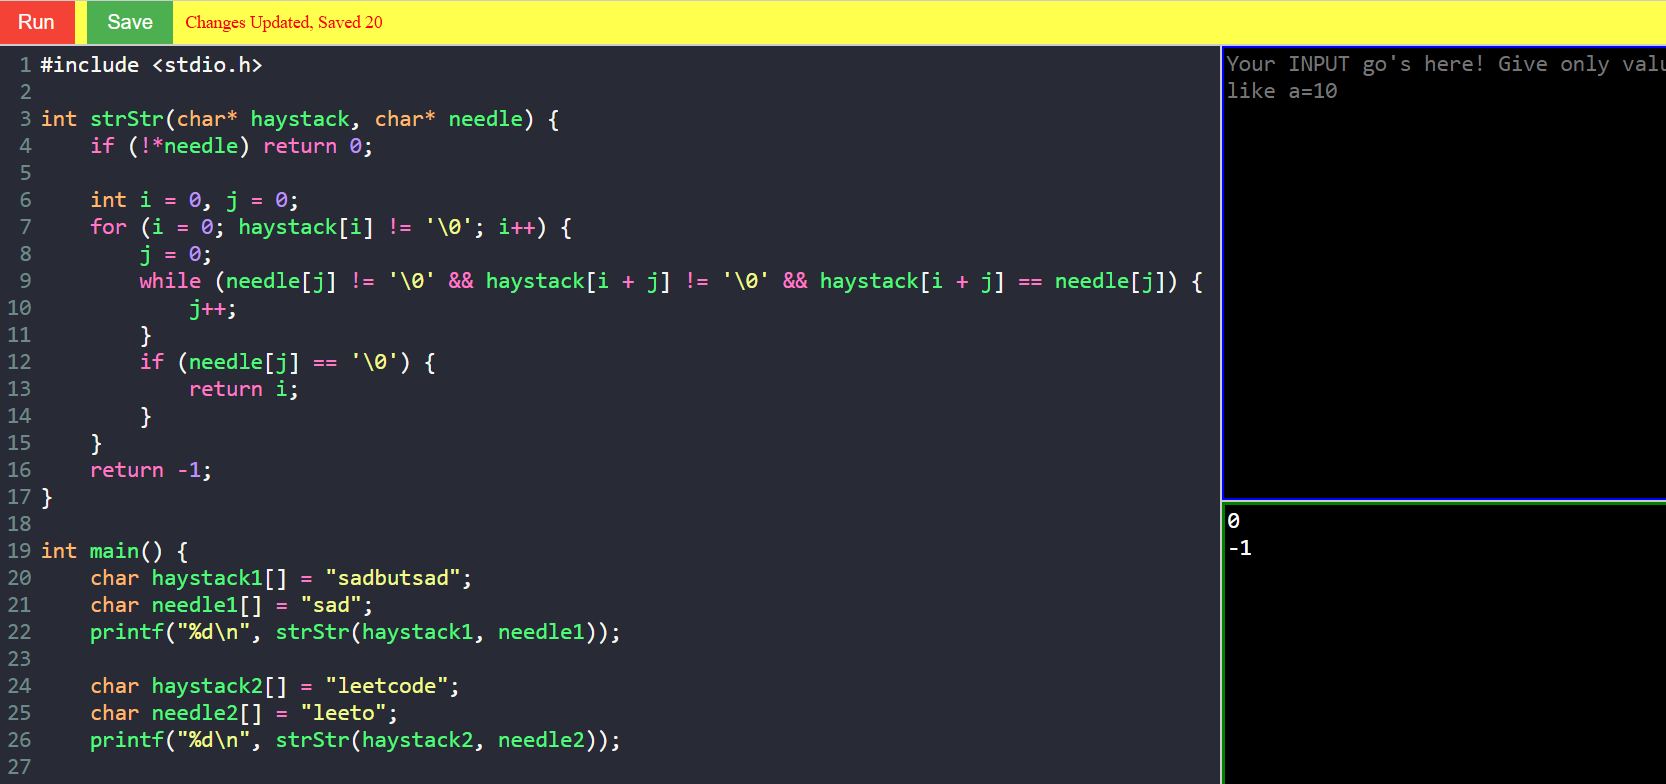 Run Save Changes Updated, Saved 20
1 #include <stdio.h>
2
3 int strStr(char* haystack, char* needle) {
4     if (!*needle) return 0;
5
6     int i = 0, j = 0;
7     for (i = 0; haystack[i] != '\0'; i++) {
8         j = 0;
9         while (needle[j] != '\0' && haystack[i + j] != '\0' && haystack[i + j] == needle[j]) {
10             j++;
11         }
12         if (needle[j] == '\0') {
13             return i;
14         }
15     }
16     return -1;
17 }
18
19 int main() {
20     char haystack1[] = "sadbutsad";
21     char needle1[] = "sad";
22     printf("%d\n", strStr(haystack1, needle1));
23
24     char haystack2[] = "leetcode";
25     char needle2[] = "leeto";
26     printf("%d\n", strStr(haystack2, needle2));
27
Your INPUT go's here! Give only valu
like a=10
0
-1